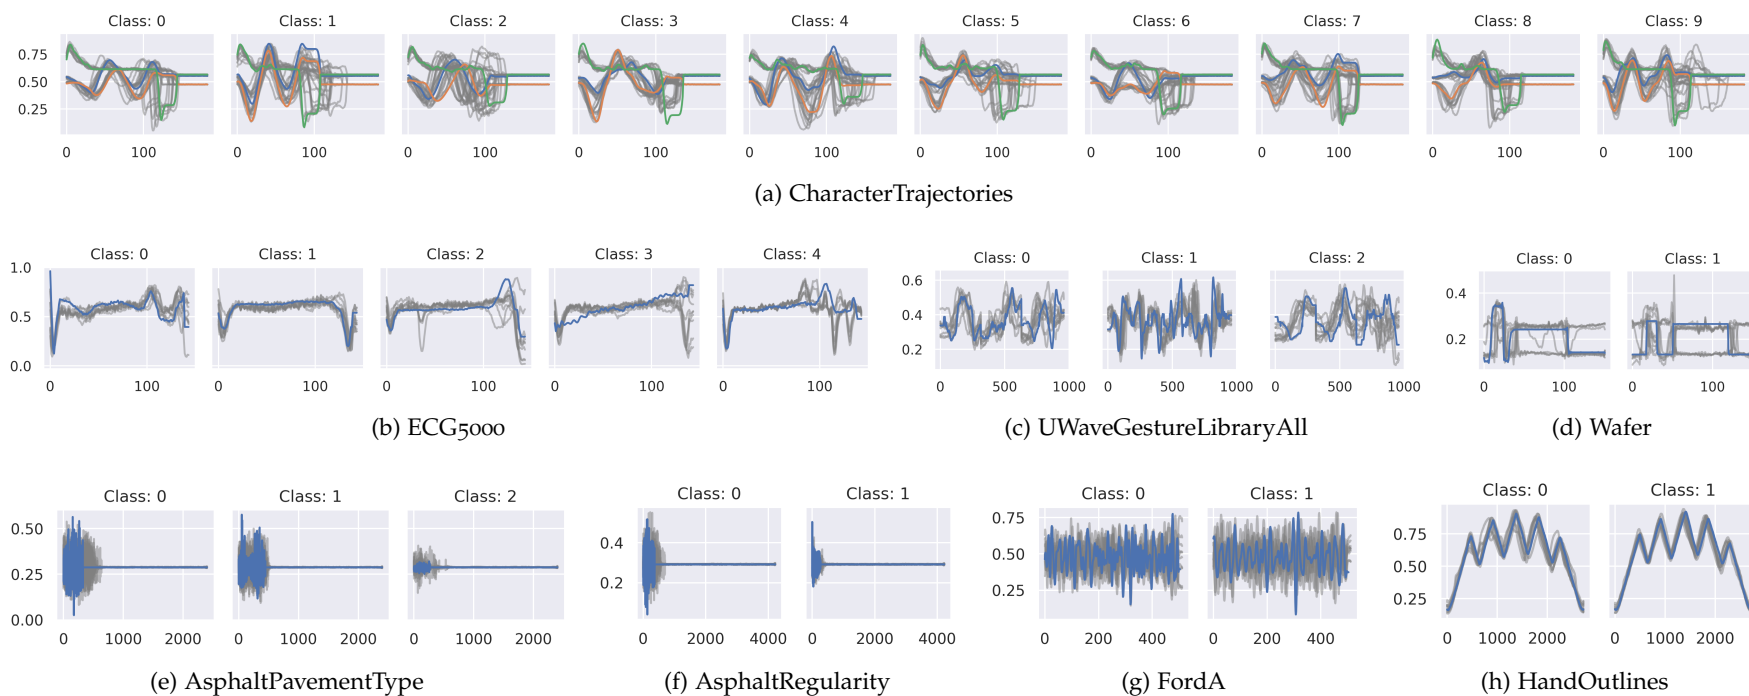 Class: 0 Class: 1 Class: 2 Class: 3 Class: 4 Class: 5 Class: 6 Class: 7 Class: 8 Class: 9
0.75
0.50
0.25
0 100 0 100 0 100 0 100 0 100 0 100 0 100 0 100 0 100 0 100
(a) CharacterTrajectories
Class: 0 Class: 1 Class: 2 Class: 3 Class: 4
1.0
0.5
0.0
0 100 0 100 0 100 0 100 0 100
(b) ECG5000
Class: 0 Class: 1 Class: 2
0.6
0.4
0.2
0 500 1000 0 500 1000 0 500 1000
(c) UWaveGestureLibraryAll
Class: 0 Class: 1
0.4
0.2
0 100 0 100
(d) Wafer
Class: 0 Class: 1 Class: 2
0.50
0.25
0.00
0 1000 2000 0 1000 2000 0 1000 2000
(e) AsphaltPavementType
Class: 0 Class: 1
0.4
0.2
0 2000 4000 0 2000 4000
(f) AsphaltRegularity
Class: 0 Class: 1
0.75
0.50
0.25
0 200 400 0 200 400
(g) FordA
Class: 0 Class: 1
0.75
0.50
0.25
0 1000 2000 0 1000 2000
(h) HandOutlines